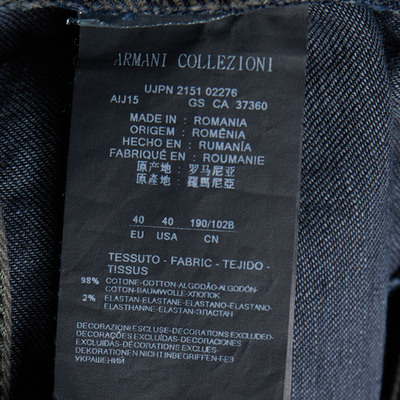 ARMANI COLLEZIONI
UJPN 2151 02276
AIJ15 GS CA 37360
MADE IN : ROMANIA
ORIGEM : ROMÊNIA
HECHO EN : RUMANÍA
FABRIQUÉ EN : ROUMANIE
原产地: 罗马尼亚
原產地: 羅馬尼亞
40 40 190/102B
EU USA CN
TESSUTO - FABRIC - TEJIDO -
TISSUS
98% COTONE-COTTON-ALGODÃO-ALGODÓN-
COTON-BAUMWOLLE-ХЛОПОК
2% ELASTAN-ELASTANE-ELASTANO-ELASTANO-
ELASTHANNE-ELASTAN-ЭЛАСТАН
DECORAZIONI ESCLUSE-DECORATIONS EXCLUDED-
DECORAÇÕES EXCLUÍDAS-DECORACIONES
EXCLUIDAS-DÉCORATIONS EXCLUES-
DEKORATIONEN NICHT INBEGRIFFEN-БЕЗ
УКРАШЕНИЙ